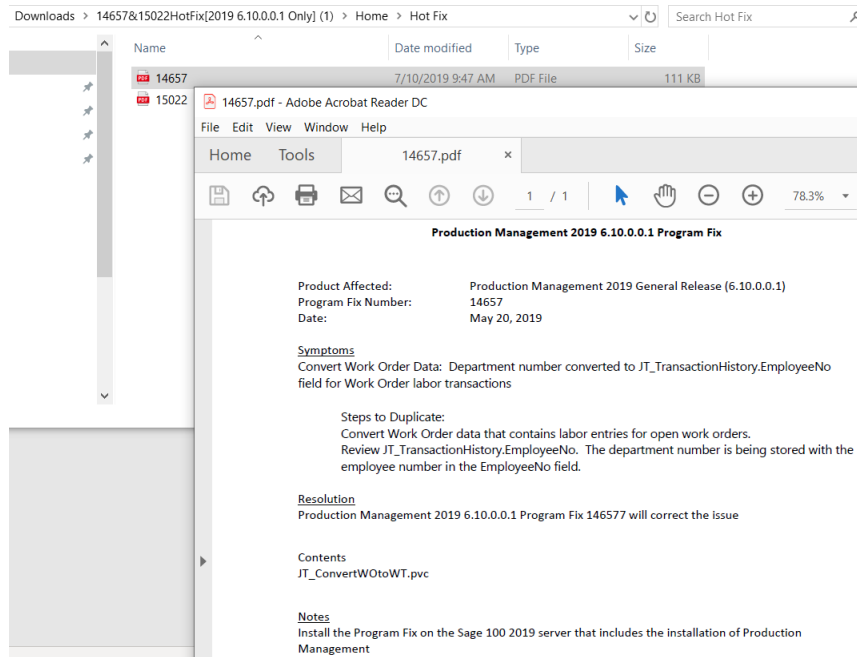 Downloads > 14657&15022HotFix[2019 6.10.0.0.1 Only] (1) > Home > Hot Fix
Search Hot Fix
Name Date modified Type Size
14657 7/10/2019 9:47 AM PDF File 111 KB
15022
14657.pdf - Adobe Acrobat Reader DC
File Edit View Window Help
Home Tools 14657.pdf ×
1 / 1 78.3%
Production Management 2019 6.10.0.0.1 Program Fix
Product Affected: Production Management 2019 General Release (6.10.0.0.1)
Program Fix Number: 14657
Date: May 20, 2019
Symptoms
Convert Work Order Data: Department number converted to JT_TransactionHistory.EmployeeNo
field for Work Order labor transactions
Steps to Duplicate:
Convert Work Order data that contains labor entries for open work orders.
Review JT_TransactionHistory.EmployeeNo. The department number is being stored with the
employee number in the EmployeeNo field.
Resolution
Production Management 2019 6.10.0.0.1 Program Fix 146577 will correct the issue
Contents
JT_ConvertWOtoWT.pvc
Notes
Install the Program Fix on the Sage 100 2019 server that includes the installation of Production
Management